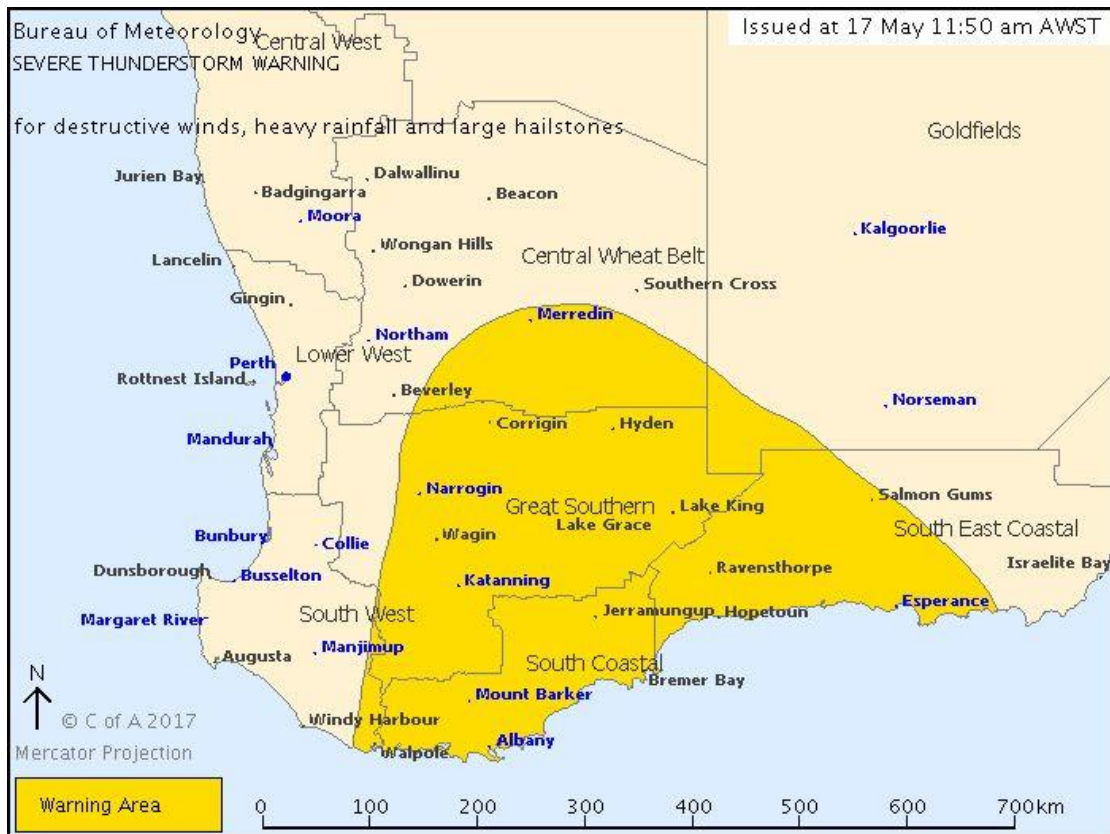 Bureau of Meteorology
Issued at 17 May 11:50 am AWST
Central West
SEVERE THUNDERSTORM WARNING
for destructive winds, heavy rainfall and large hailstones
Goldfields
Jurien Bay
Dalwallinu
Badgingarra
Beacon
Moora
Kalgoorlie
Wongan Hills
Lancelin
Central Wheat Belt
Dowerin
Southern Cross
Gingin
Merredin
Northam
Lower West
Perth
Rottnest Island
Beverley
Norseman
Corrigin
Hyden
Mandurah
Narrogin
Salmon Gums
Great Southern
Lake King
Lake Grace
South East Coastal
Wagin
Bunbury
Collie
Israelite Bay
Dunsborough
Busselton
Ravensthorpe
Katanning
Esperance
Jerramungup
Hopetoun
South West
Margaret River
Manjimup
Augusta
South Coastal
Bremer Bay
N
Mount Barker
© C of A 2017
Windy Harbour
Albany
Mercator Projection
Walpole
Warning Area
0 100 200 300 400 500 600 700km